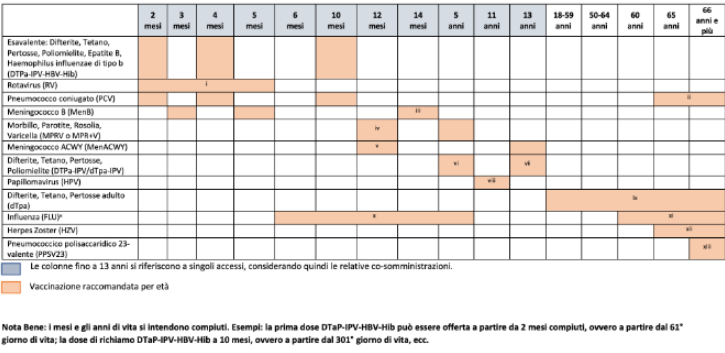 2 mesi 3 mesi 4 mesi 5 mesi 6 mesi 10 mesi 12 mesi 14 mesi 5 anni 11 anni 13 anni 18-59 anni 50-64 anni 60 anni 65 anni 66 anni e più
Esavalente: Difterite, Tetano,
Pertosse, Poliomielite, Epatite B,
Haemophilus influenzae di tipo b
(DTPa-IPV-HBV-Hib)
Rotavirus (RV) i
Pneumococco coniugato (PCV) ii
Meningococco B (MenB) iii
Morbillo, Parotite, Rosolia,
Varicella (MPRV o MPR+V) iv
Meningococco ACWY (MenACWY) v
Difterite, Tetano, Pertosse,
Poliomielite (DTPa-IPV/dTpa-IPV) vi vii
Papillomavirus (HPV) viii
Difterite, Tetano, Pertosse adulto
(dTpa) ix
Influenza (FLU) x xi
Herpes Zoster (HZV) xii
Pneumococcico polisaccaridico 23-
valente (PPSV23) xiii
Le colonne fino a 13 anni si riferiscono a singoli accessi, considerando quindi le relative co-somministrazioni.
Vaccinazione raccomandata per età
Nota Bene: i mesi e gli anni di vita si intendono compiuti. Esempi: la prima dose DTaP-IPV-HBV-Hib può essere offerta a partire da 2 mesi compiuti, ovvero a partire dal 61°
giorno di vita; la dose di richiamo DTaP-IPV-HBV-Hib a 10 mesi, ovvero a partire dal 301° giorno di vita, ecc.